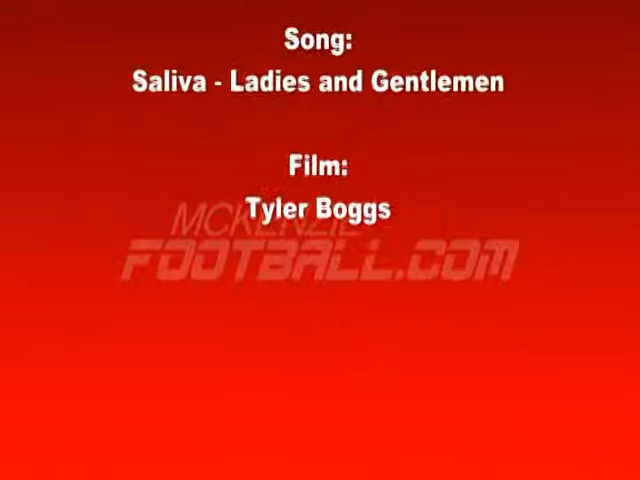 Song:
Saliva - Ladies and Gentlemen
Film:
Tyler Boggs
MCKENZIE
FOOTBALL.COM